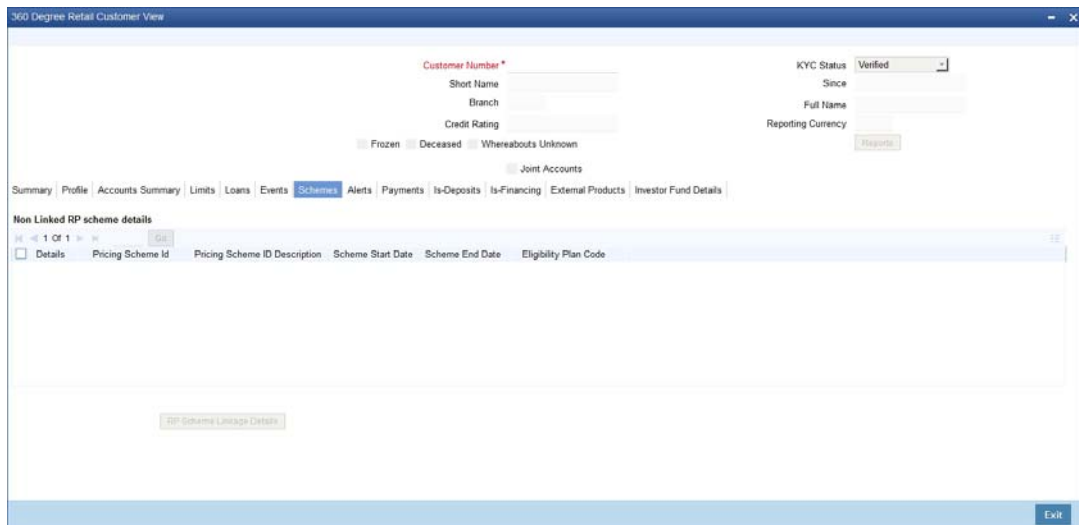 360 Degree Retail Customer View
Customer Number *
KYC Status Verified
Short Name
Since
Branch
Full Name
Credit Rating
Reporting Currency
Frozen Deceased Whereabouts Unknown
Reports
Joint Accounts
Summary Profile Accounts Summary Limits Loans Events Schemes Alerts Payments Is-Deposits Is-Financing External Products Investor Fund Details
Non Linked RP scheme details
1 Of 1 Go
Details Pricing Scheme Id Pricing Scheme ID Description Scheme Start Date Scheme End Date Eligibility Plan Code
RP Scheme Linkage Details
Exit